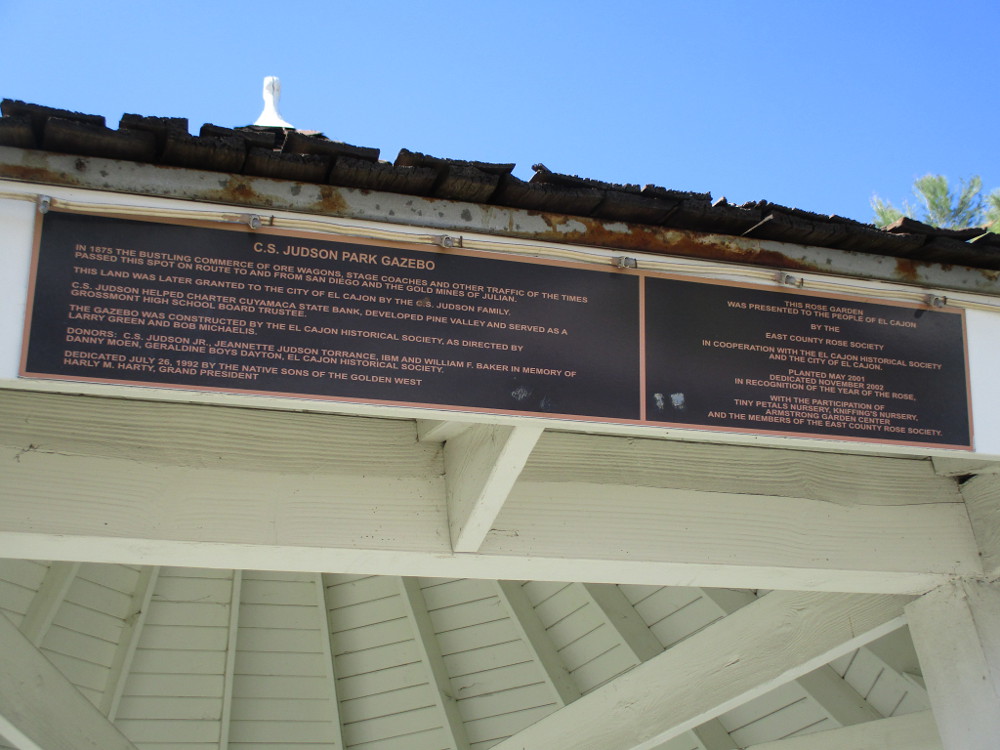 C.S. JUDSON PARK GAZEBO
IN 1875 THE BUSTLING COMMERCE OF ORE WAGONS, STAGE COACHES AND OTHER TRAFFIC OF THE TIMES
PASSED THIS SPOT ON ROUTE TO AND FROM SAN DIEGO AND THE GOLD MINES OF JULIAN.
THIS LAND WAS LATER GRANTED TO THE CITY OF EL CAJON BY THE C.S. JUDSON FAMILY.
C.S. JUDSON HELPED CHARTER CUYAMACA STATE BANK, DEVELOPED PINE VALLEY AND SERVED AS A
GROSSMONT HIGH SCHOOL BOARD TRUSTEE.
THE GAZEBO WAS CONSTRUCTED BY THE EL CAJON HISTORICAL SOCIETY, AS DIRECTED BY
LARRY GREEN AND BOB MICHAELIS.
DONORS: C.S. JUDSON JR., JEANNETTE JUDSON TORRANCE, IBM AND WILLIAM F. BAKER IN MEMORY OF
DANNY MOEN, GERALDINE BOYS DAYTON, EL CAJON HISTORICAL SOCIETY.
DEDICATED JULY 26, 1992 BY THE NATIVE SONS OF THE GOLDEN WEST
HARLY M. HARTY, GRAND PRESIDENT
THIS ROSE GARDEN
WAS PRESENTED TO THE PEOPLE OF EL CAJON
BY THE
EAST COUNTY ROSE SOCIETY
IN COOPERATION WITH THE EL CAJON HISTORICAL SOCIETY
AND THE CITY OF EL CAJON.
PLANTED MAY 2001
DEDICATED NOVEMBER 2002
IN RECOGNITION OF THE YEAR OF THE ROSE,
WITH THE PARTICIPATION OF
TINY PETALS NURSERY, KNIFFING'S NURSERY,
ARMSTRONG GARDEN CENTER
AND THE MEMBERS OF THE EAST COUNTY ROSE SOCIETY.